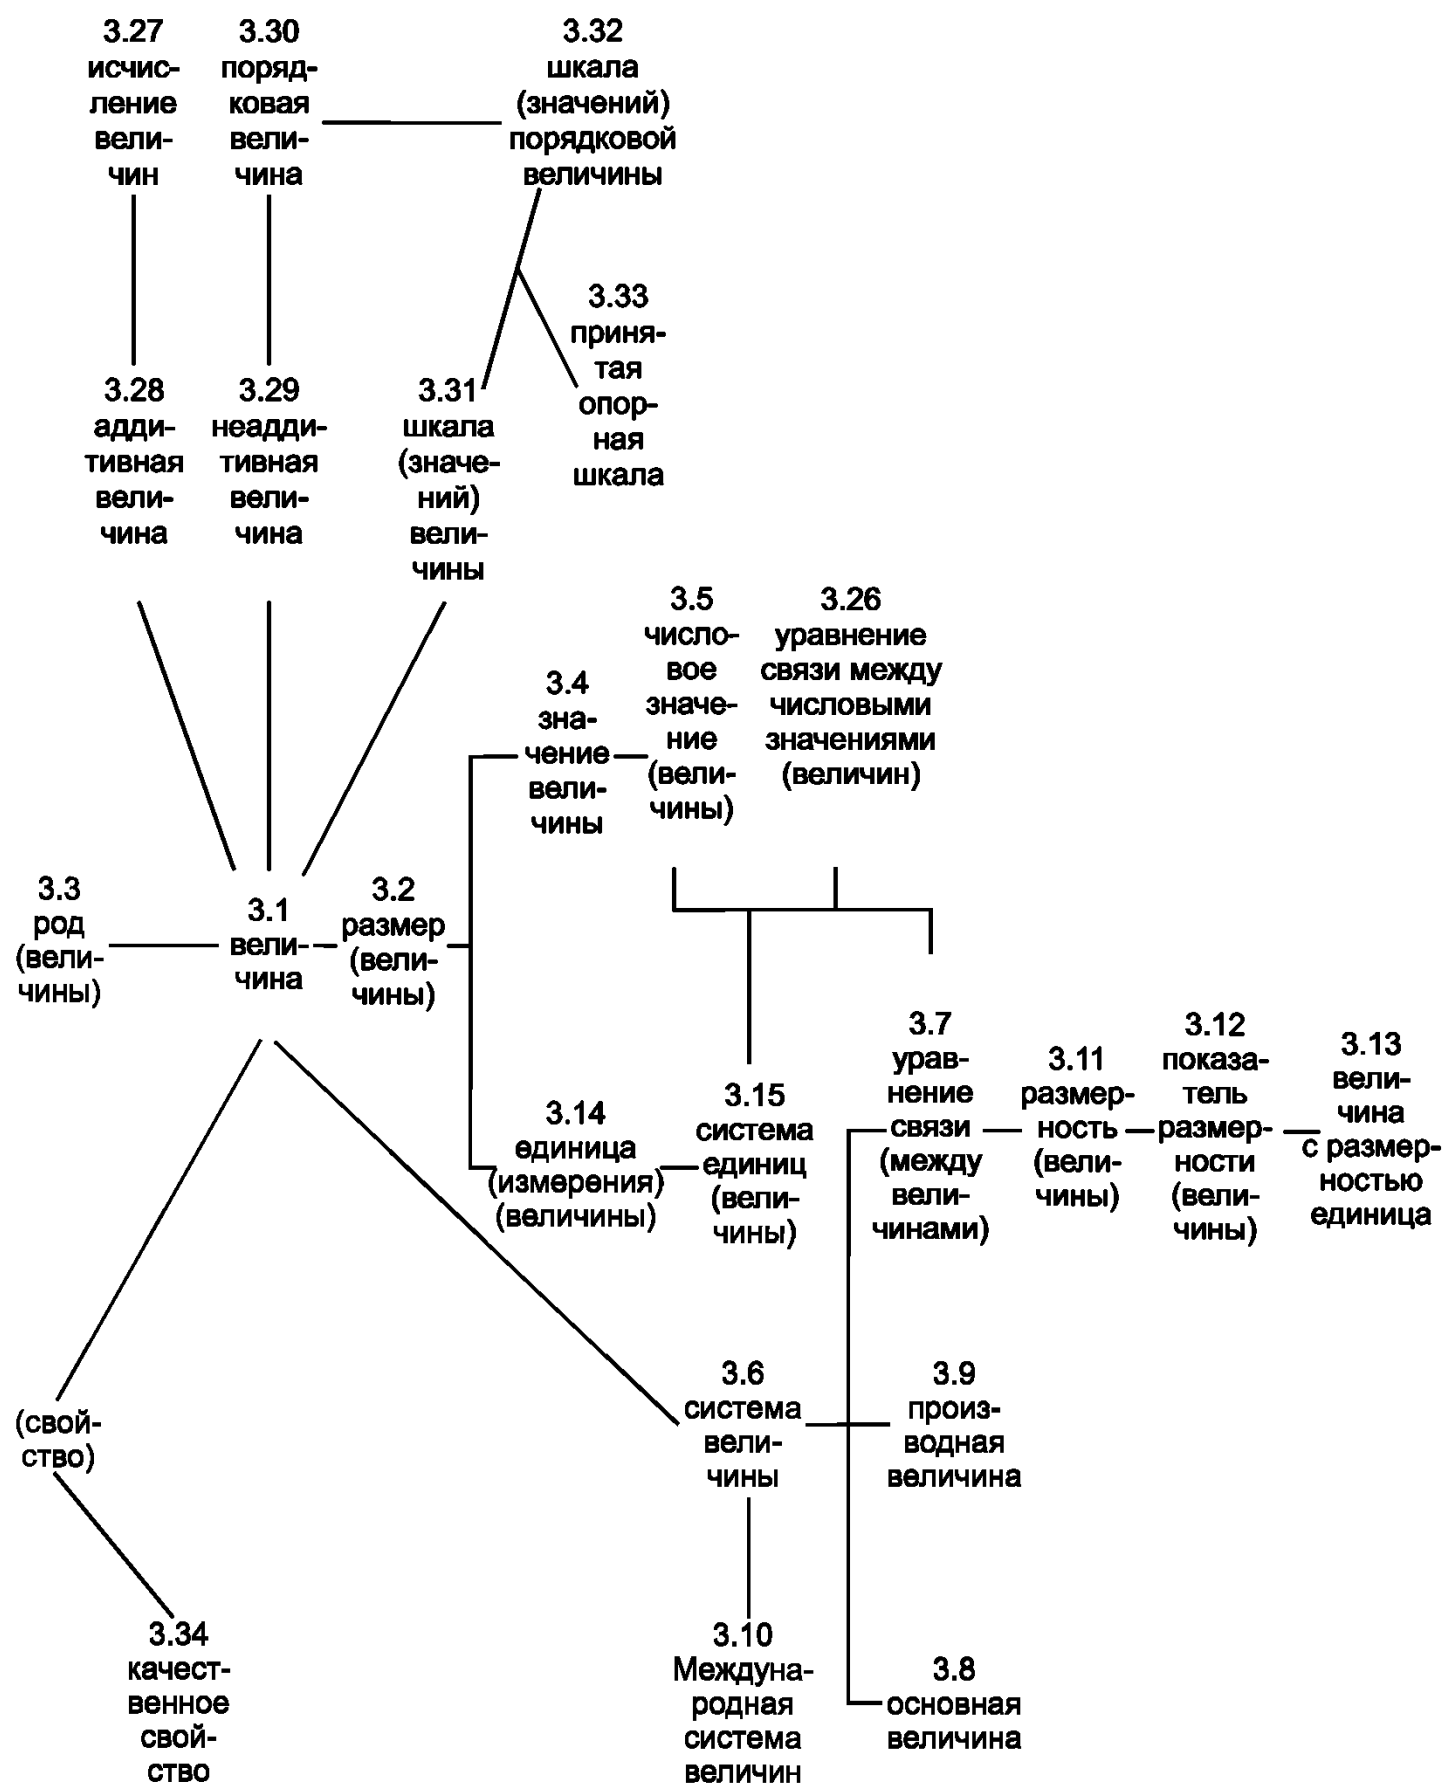 3.27
исчис-
ление
вели-
чин
3.30
поряд-
ковая
вели-
чина
3.32
шкала
(значений)
порядковой
величины
3.33
приня-
тая
опор-
ная
шкала
3.28
адди-
тивная
вели-
чина
3.29
неадди-
тивная
вели-
чина
3.31
шкала
(значе-
ний)
вели-
чины
3.5
число-
вое
значе-
ние
(вели-
чины)
3.26
уравнение
связи между
числовыми
значениями
(величин)
3.4
зна-
чение
вели-
чины
3.3
род
(вели-
чины)
3.1
вели-
чина
3.2
размер
(вели-
чины)
3.14
единица
(измерения)
(величины)
3.15
система
единиц
(вели-
чины)
3.7
урав-
нение
связи
(между
вели-
чинами)
3.11
размер-
ность
(вели-
чины)
3.12
показа-
тель
размер-
ности
(вели-
чины)
3.13
вели-
чина
с размер-
ностью
единица
(свой-
ство)
3.6
система
вели-
чины
3.9
произ-
водная
величина
3.34
качест-
венное
свой-
ство
3.10
Междуна-
родная
система
величин
3.8
основная
величина